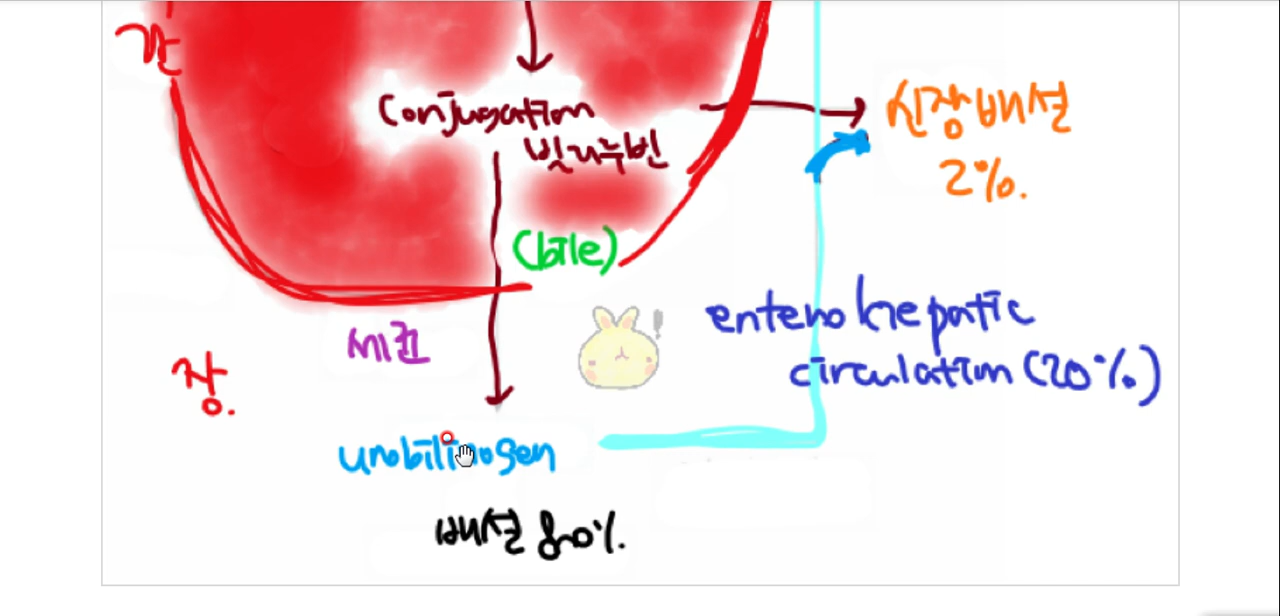 간
Conjugation
빌리루빈
신장배설
2%.
(bile)
세균
enterohepatic
circulation (20%)
장.
urobilinogen
배설 80%.
!